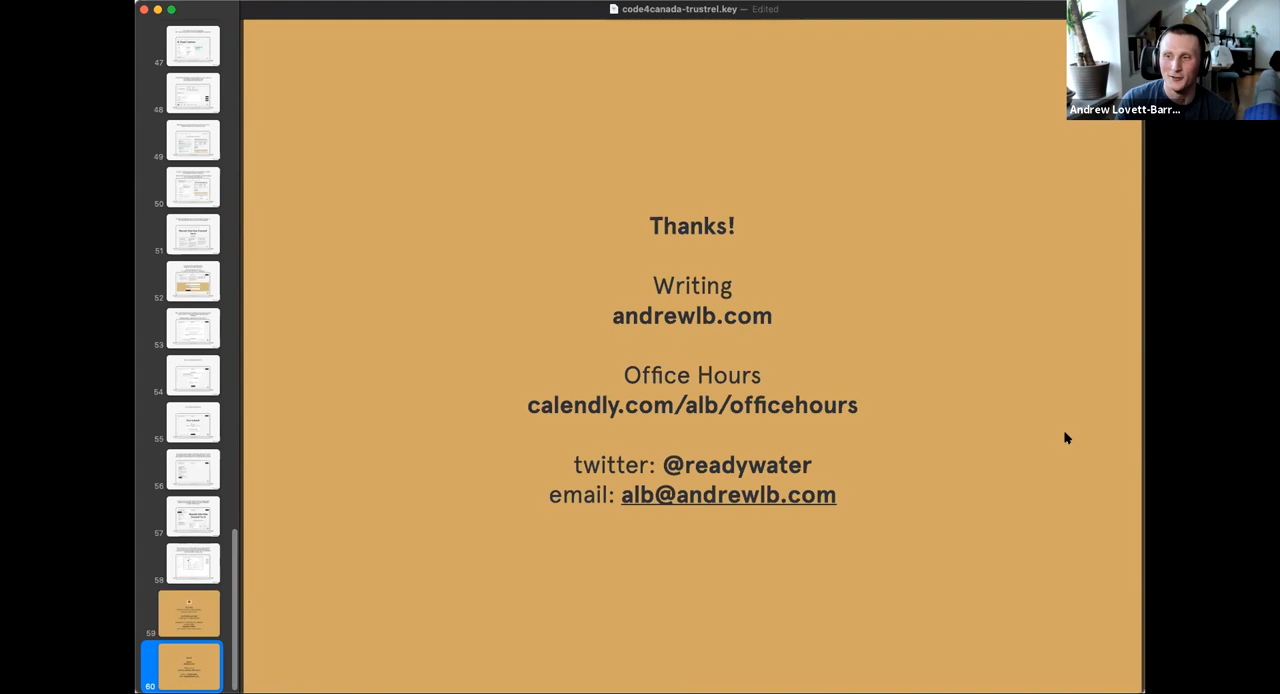 code4canada-trustrel.key — Edited
Andrew Lovett-Barr...
47
48
49
50
51
52
53
54
55
56
57
58
59
60
Thanks!
Writing
andrewlb.com
Office Hours
calendly.com/alb/officehours
twitter: @readywater
email: alb@andrewlb.com